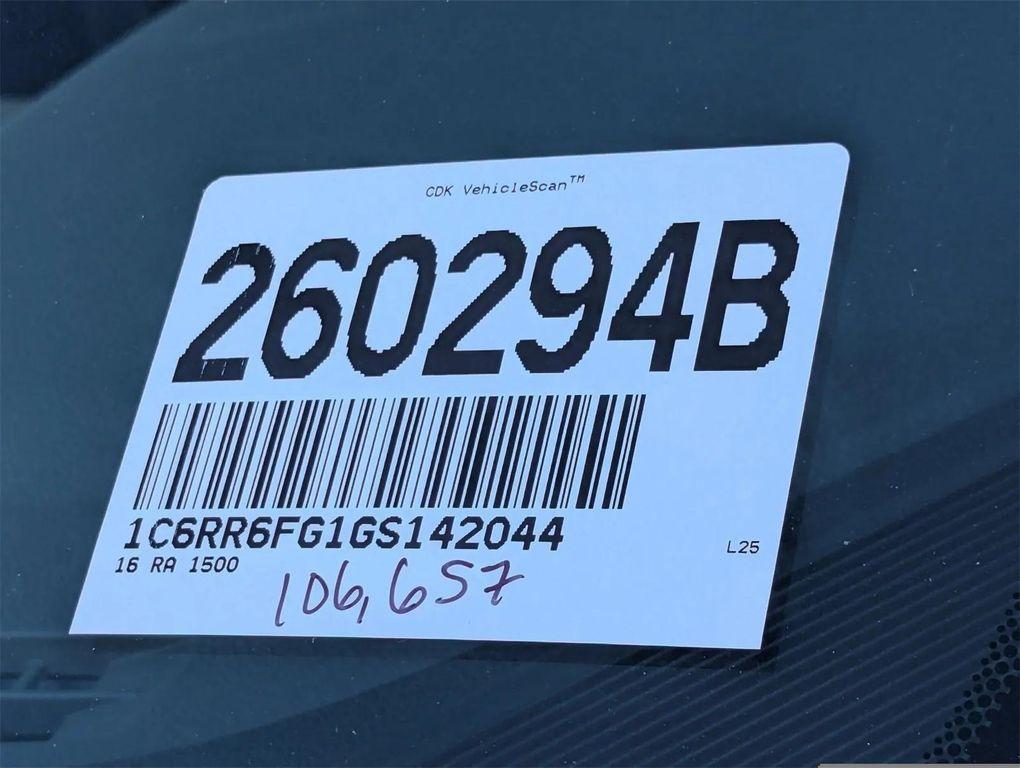 CDK VehicleScan™
260294B
1C6RR6FG1GS142044
16 RA 1500
L25
106,657